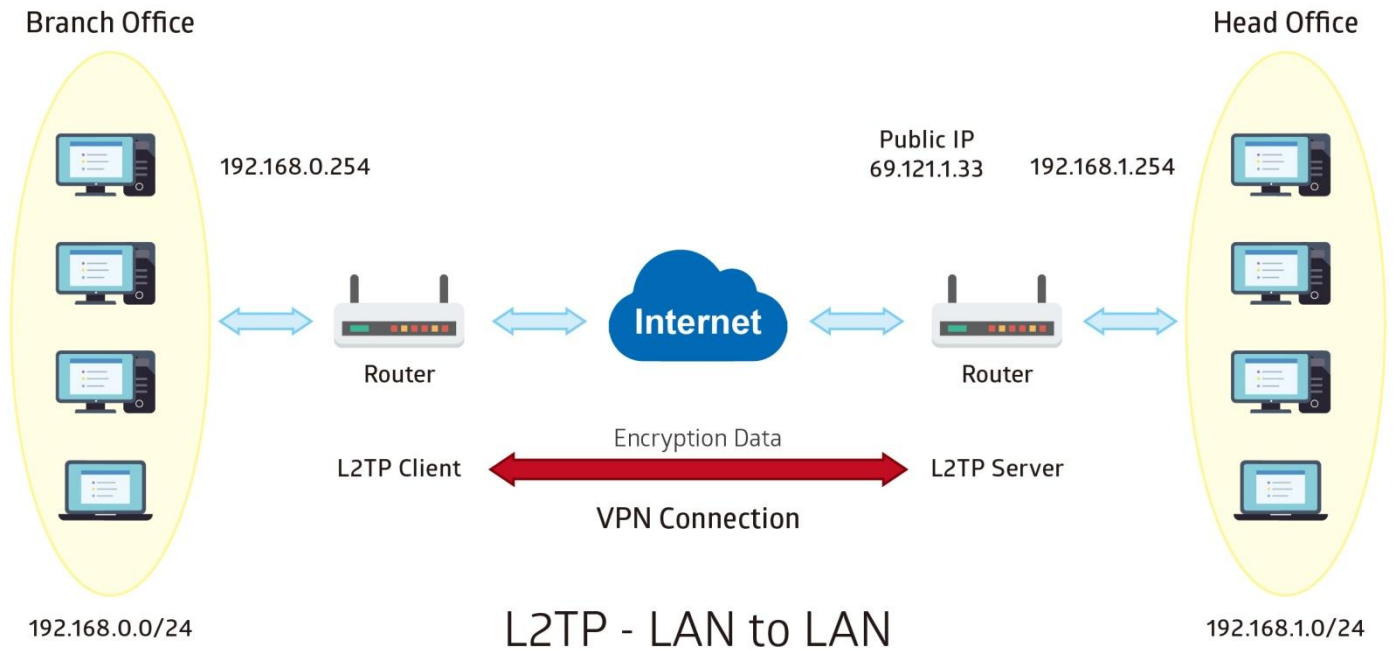 Branch Office
Head Office
192.168.0.254
Public IP
69.121.1.33
192.168.1.254
Internet
Router
Router
Encryption Data
L2TP Client
L2TP Server
VPN Connection
192.168.0.0/24
L2TP - LAN to LAN
192.168.1.0/24